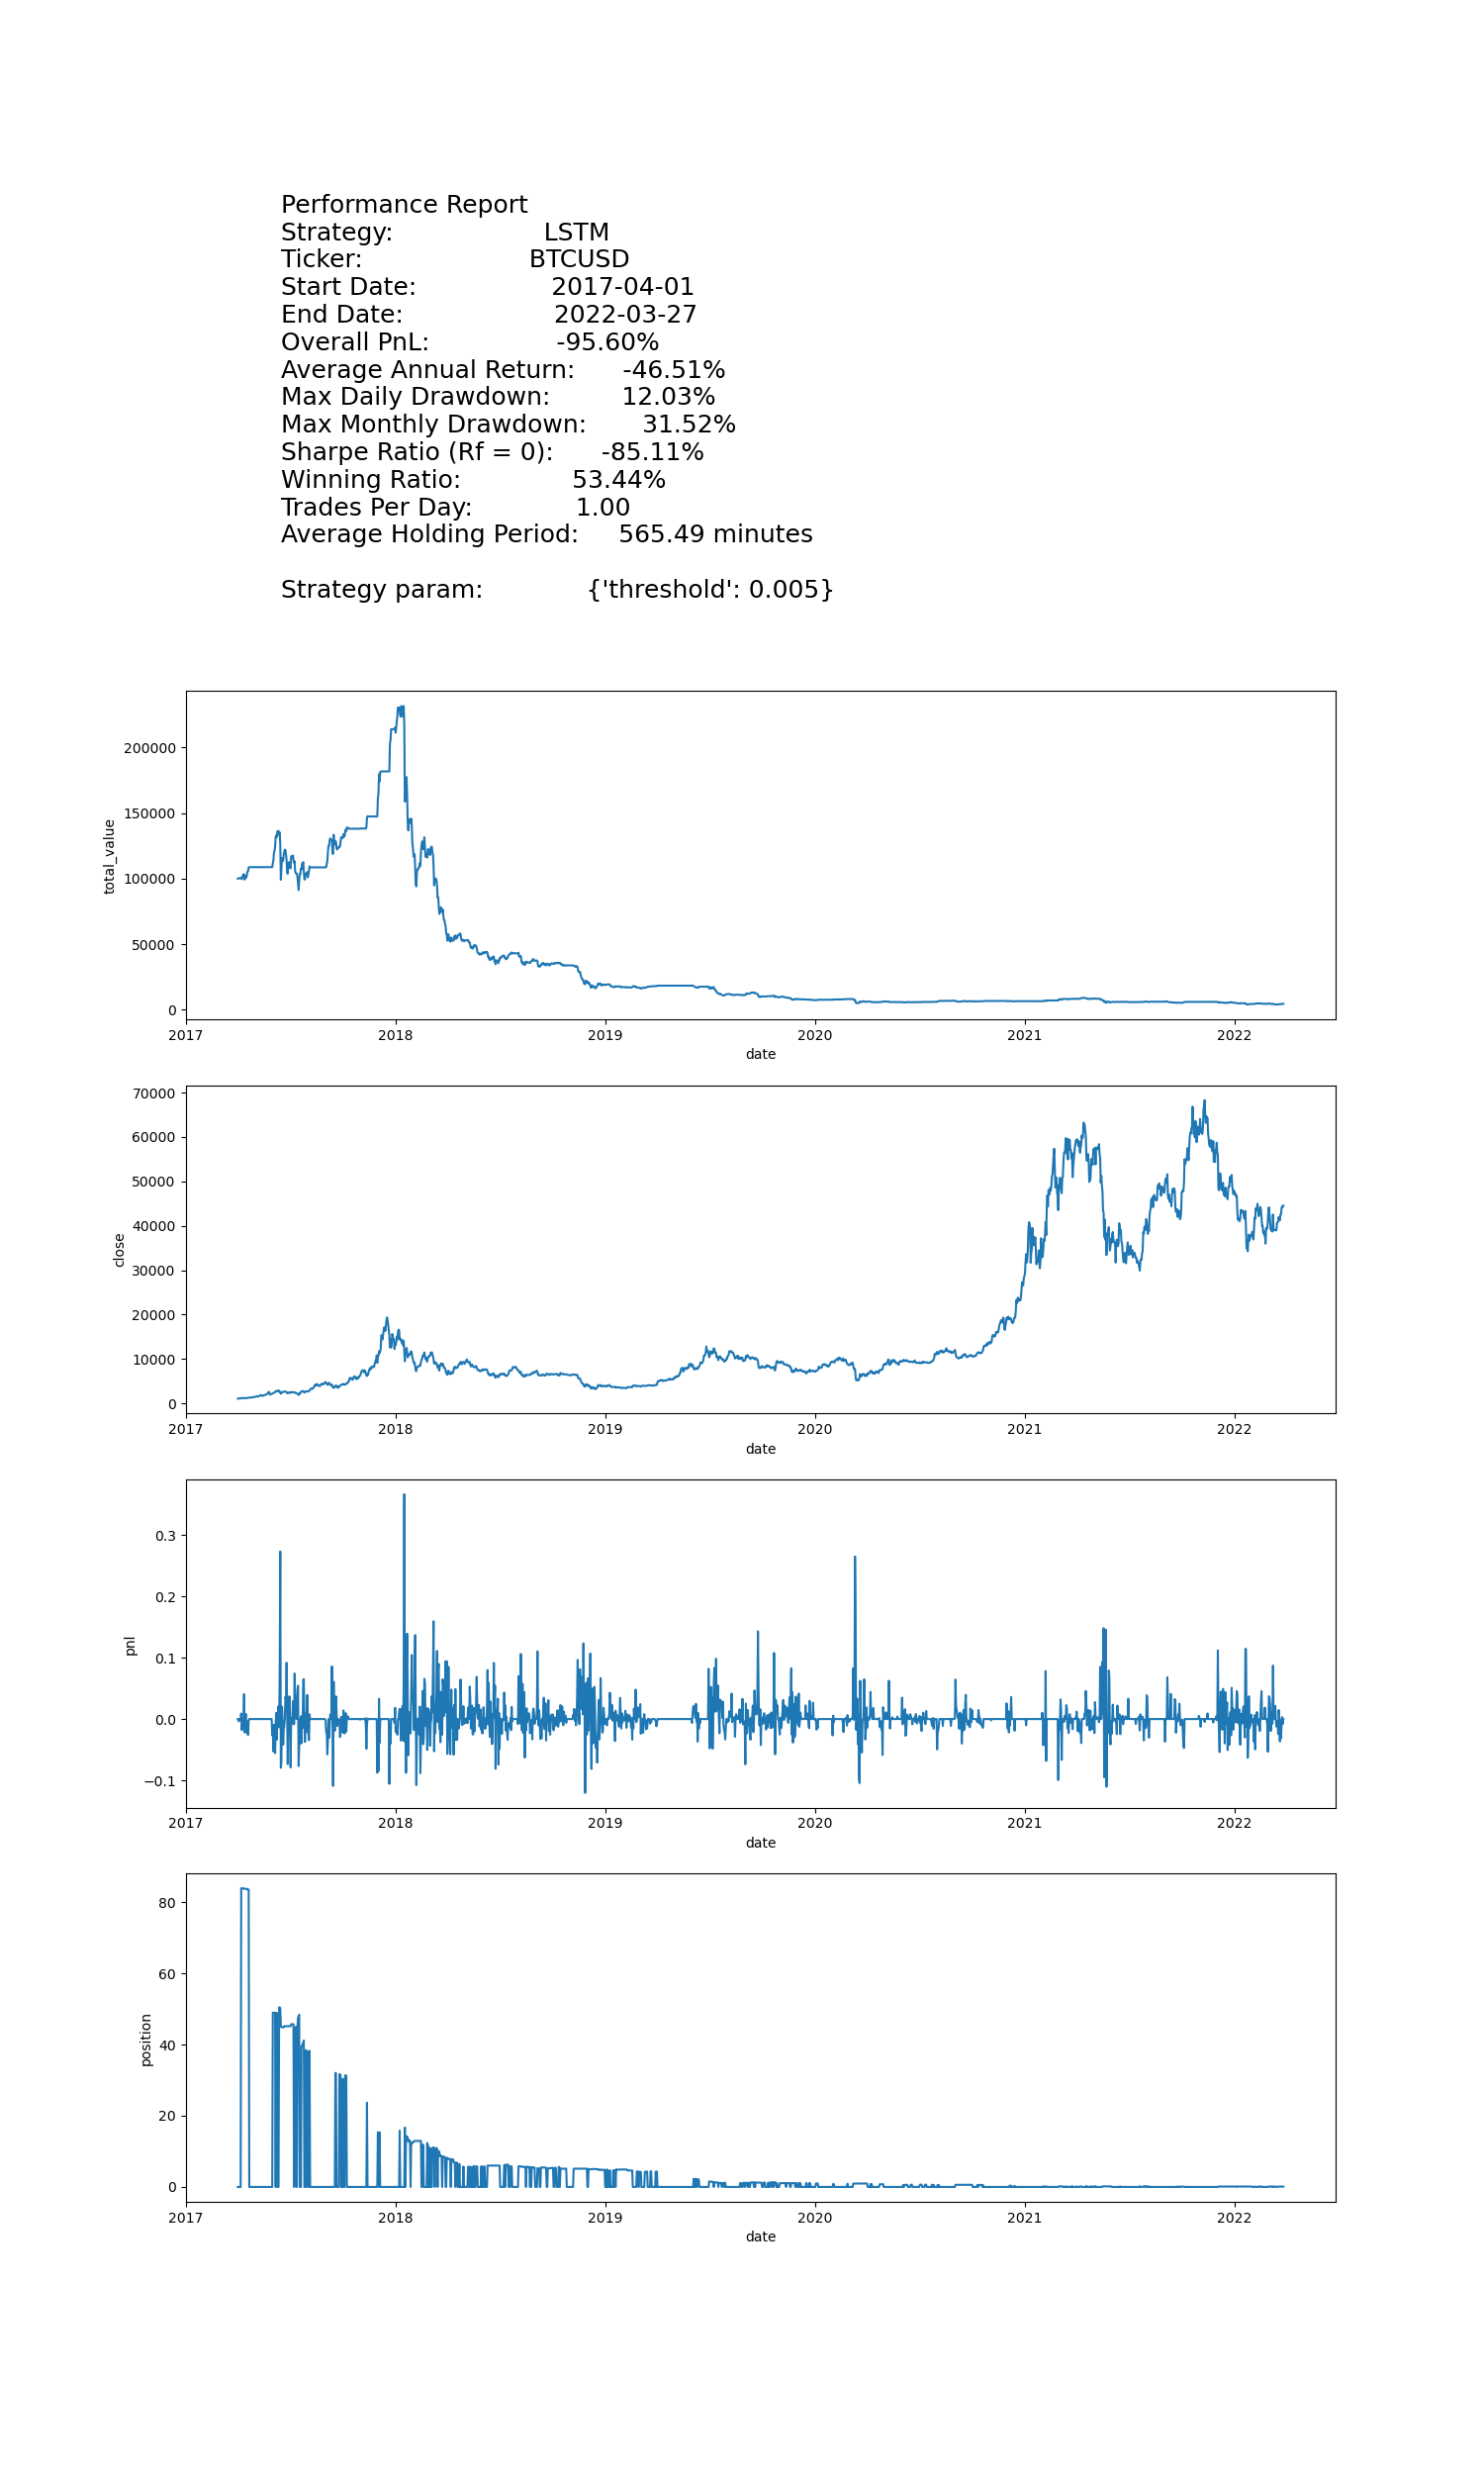 Performance Report
Strategy: LSTM
Ticker: BTCUSD
Start Date: 2017-04-01
End Date: 2022-03-27
Overall PnL: -95.60%
Average Annual Return: -46.51%
Max Daily Drawdown: 12.03%
Max Monthly Drawdown: 31.52%
Sharpe Ratio (Rf = 0): -85.11%
Winning Ratio: 53.44%
Trades Per Day: 1.00
Average Holding Period: 565.49 minutes
Strategy param: {'threshold': 0.005}
200000
150000
100000
50000
0
total_value
2017 2018 2019 2020 2021 2022
date
70000
60000
50000
40000
30000
20000
10000
0
close
2017 2018 2019 2020 2021 2022
date
0.3
0.2
0.1
0.0
−0.1
pnl
2017 2018 2019 2020 2021 2022
date
80
60
40
20
0
position
2017 2018 2019 2020 2021 2022
date